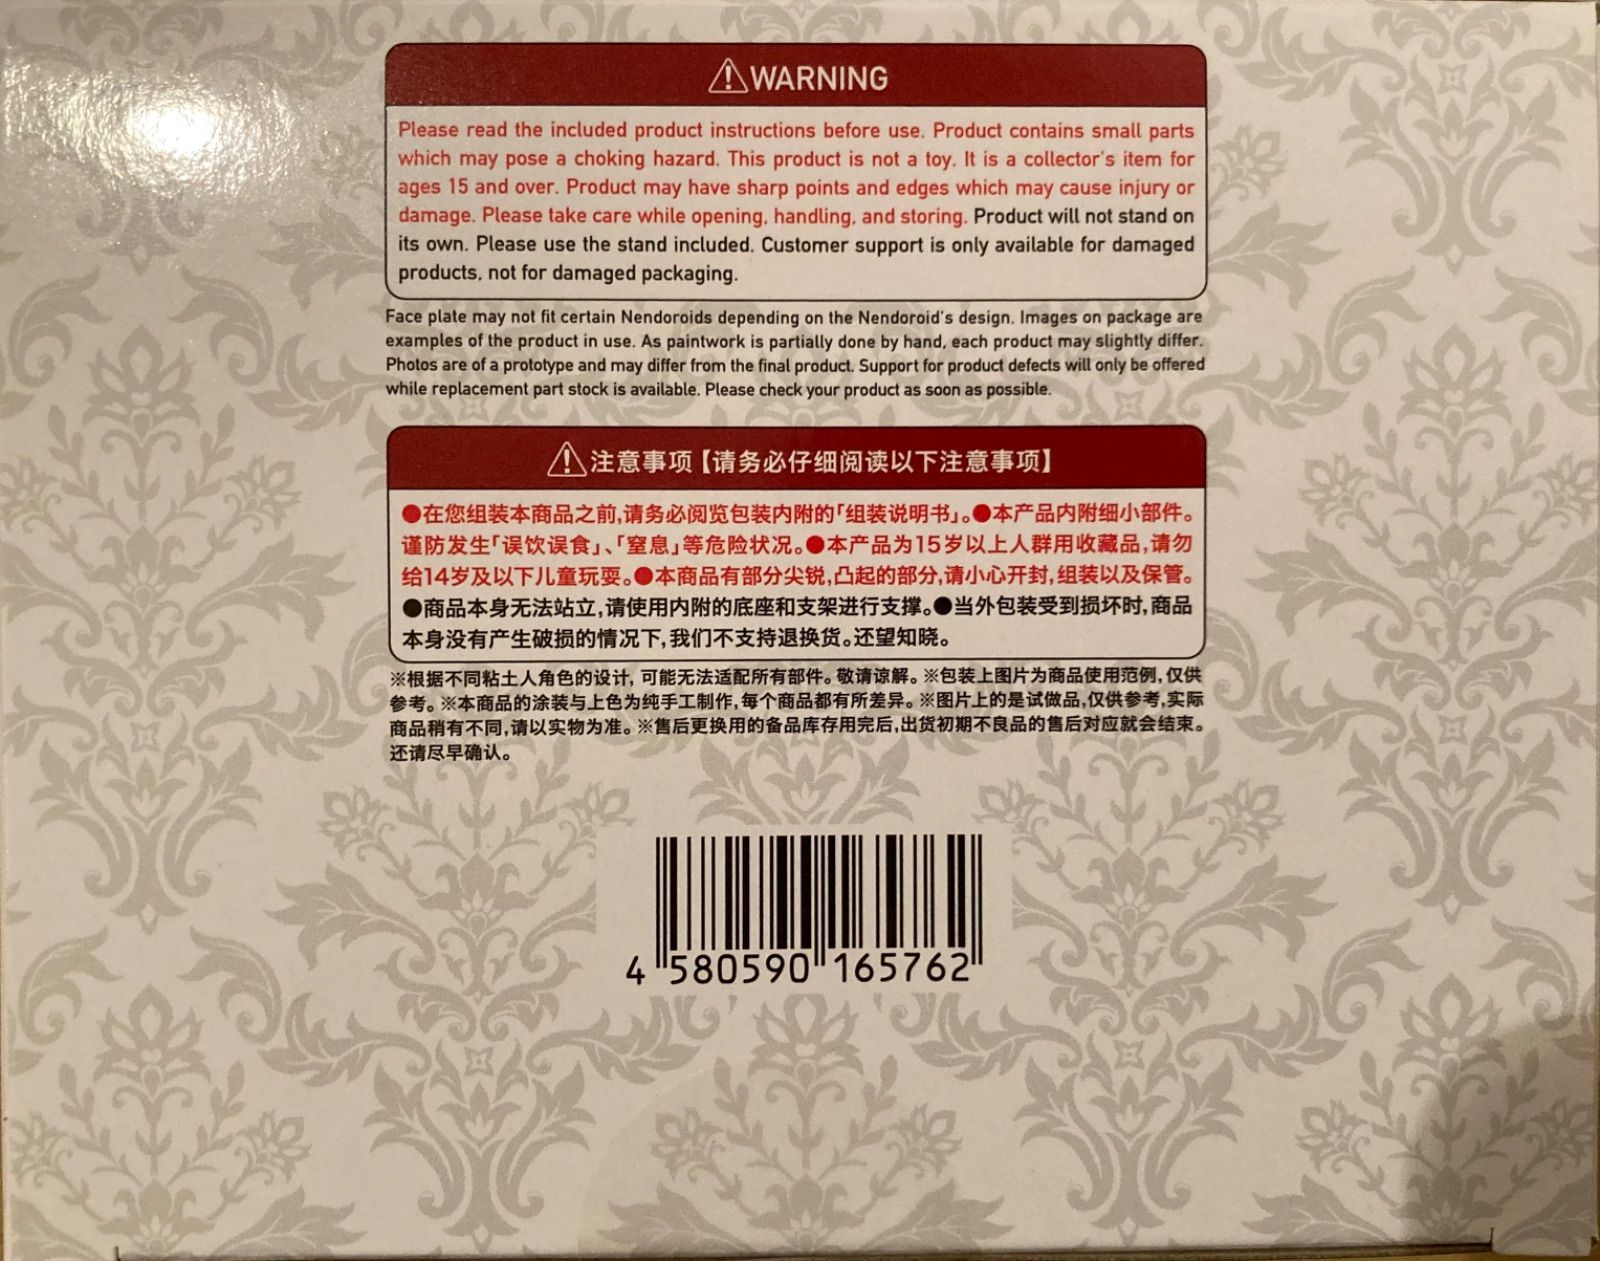 ⚠WARNING
Please read the included product instructions before use. Product contains small parts
which may pose a choking hazard. This product is not a toy. It is a collector's item for
ages 15 and over. Product may have sharp points and edges which may cause injury or
damage. Please take care while opening, handling, and storing. Product will not stand on
its own. Please use the stand included. Customer support is only available for damaged
products, not for damaged packaging.
Face plate may not fit certain Nendoroids depending on the Nendoroid's design. Images on package are
examples of the product in use. As paintwork is partially done by hand, each product may slightly differ.
Photos are of a prototype and may differ from the final product. Support for product defects will only be offered
while replacement part stock is available. Please check your product as soon as possible.
⚠注意事项【请务必仔细阅读以下注意事项】
●在您组装本商品之前,请务必阅览包装内附的「组装说明书」。●本产品内附细小部件。
谨防发生「误饮误食」、「窒息」等危险状况。●本产品为15岁以上人群用收藏品,请勿
给14岁及以下儿童玩耍。●本商品有部分尖锐,凸起的部分,请小心开封,组装以及保管。
●商品本身无法站立,请使用内附的底座和支架进行支撑。●当外包装受到损坏时,商品
本身没有产生破损的情况下,我们不支持退换货。还望知晓。
※根据不同粘土人角色的设计,可能无法适配所有部件。敬请谅解。※包装上图片为商品使用范例,仅供
参考。※本商品的涂装与上色为纯手工制作,每个商品都有所差异。※图片上的是试做品,仅供参考,实际
商品稍有不同,请以实物为准。※售后更换用的备品库存用完后,出货初期不良品的售后对应就会结束。
还请尽早确认。
4 580590 165762